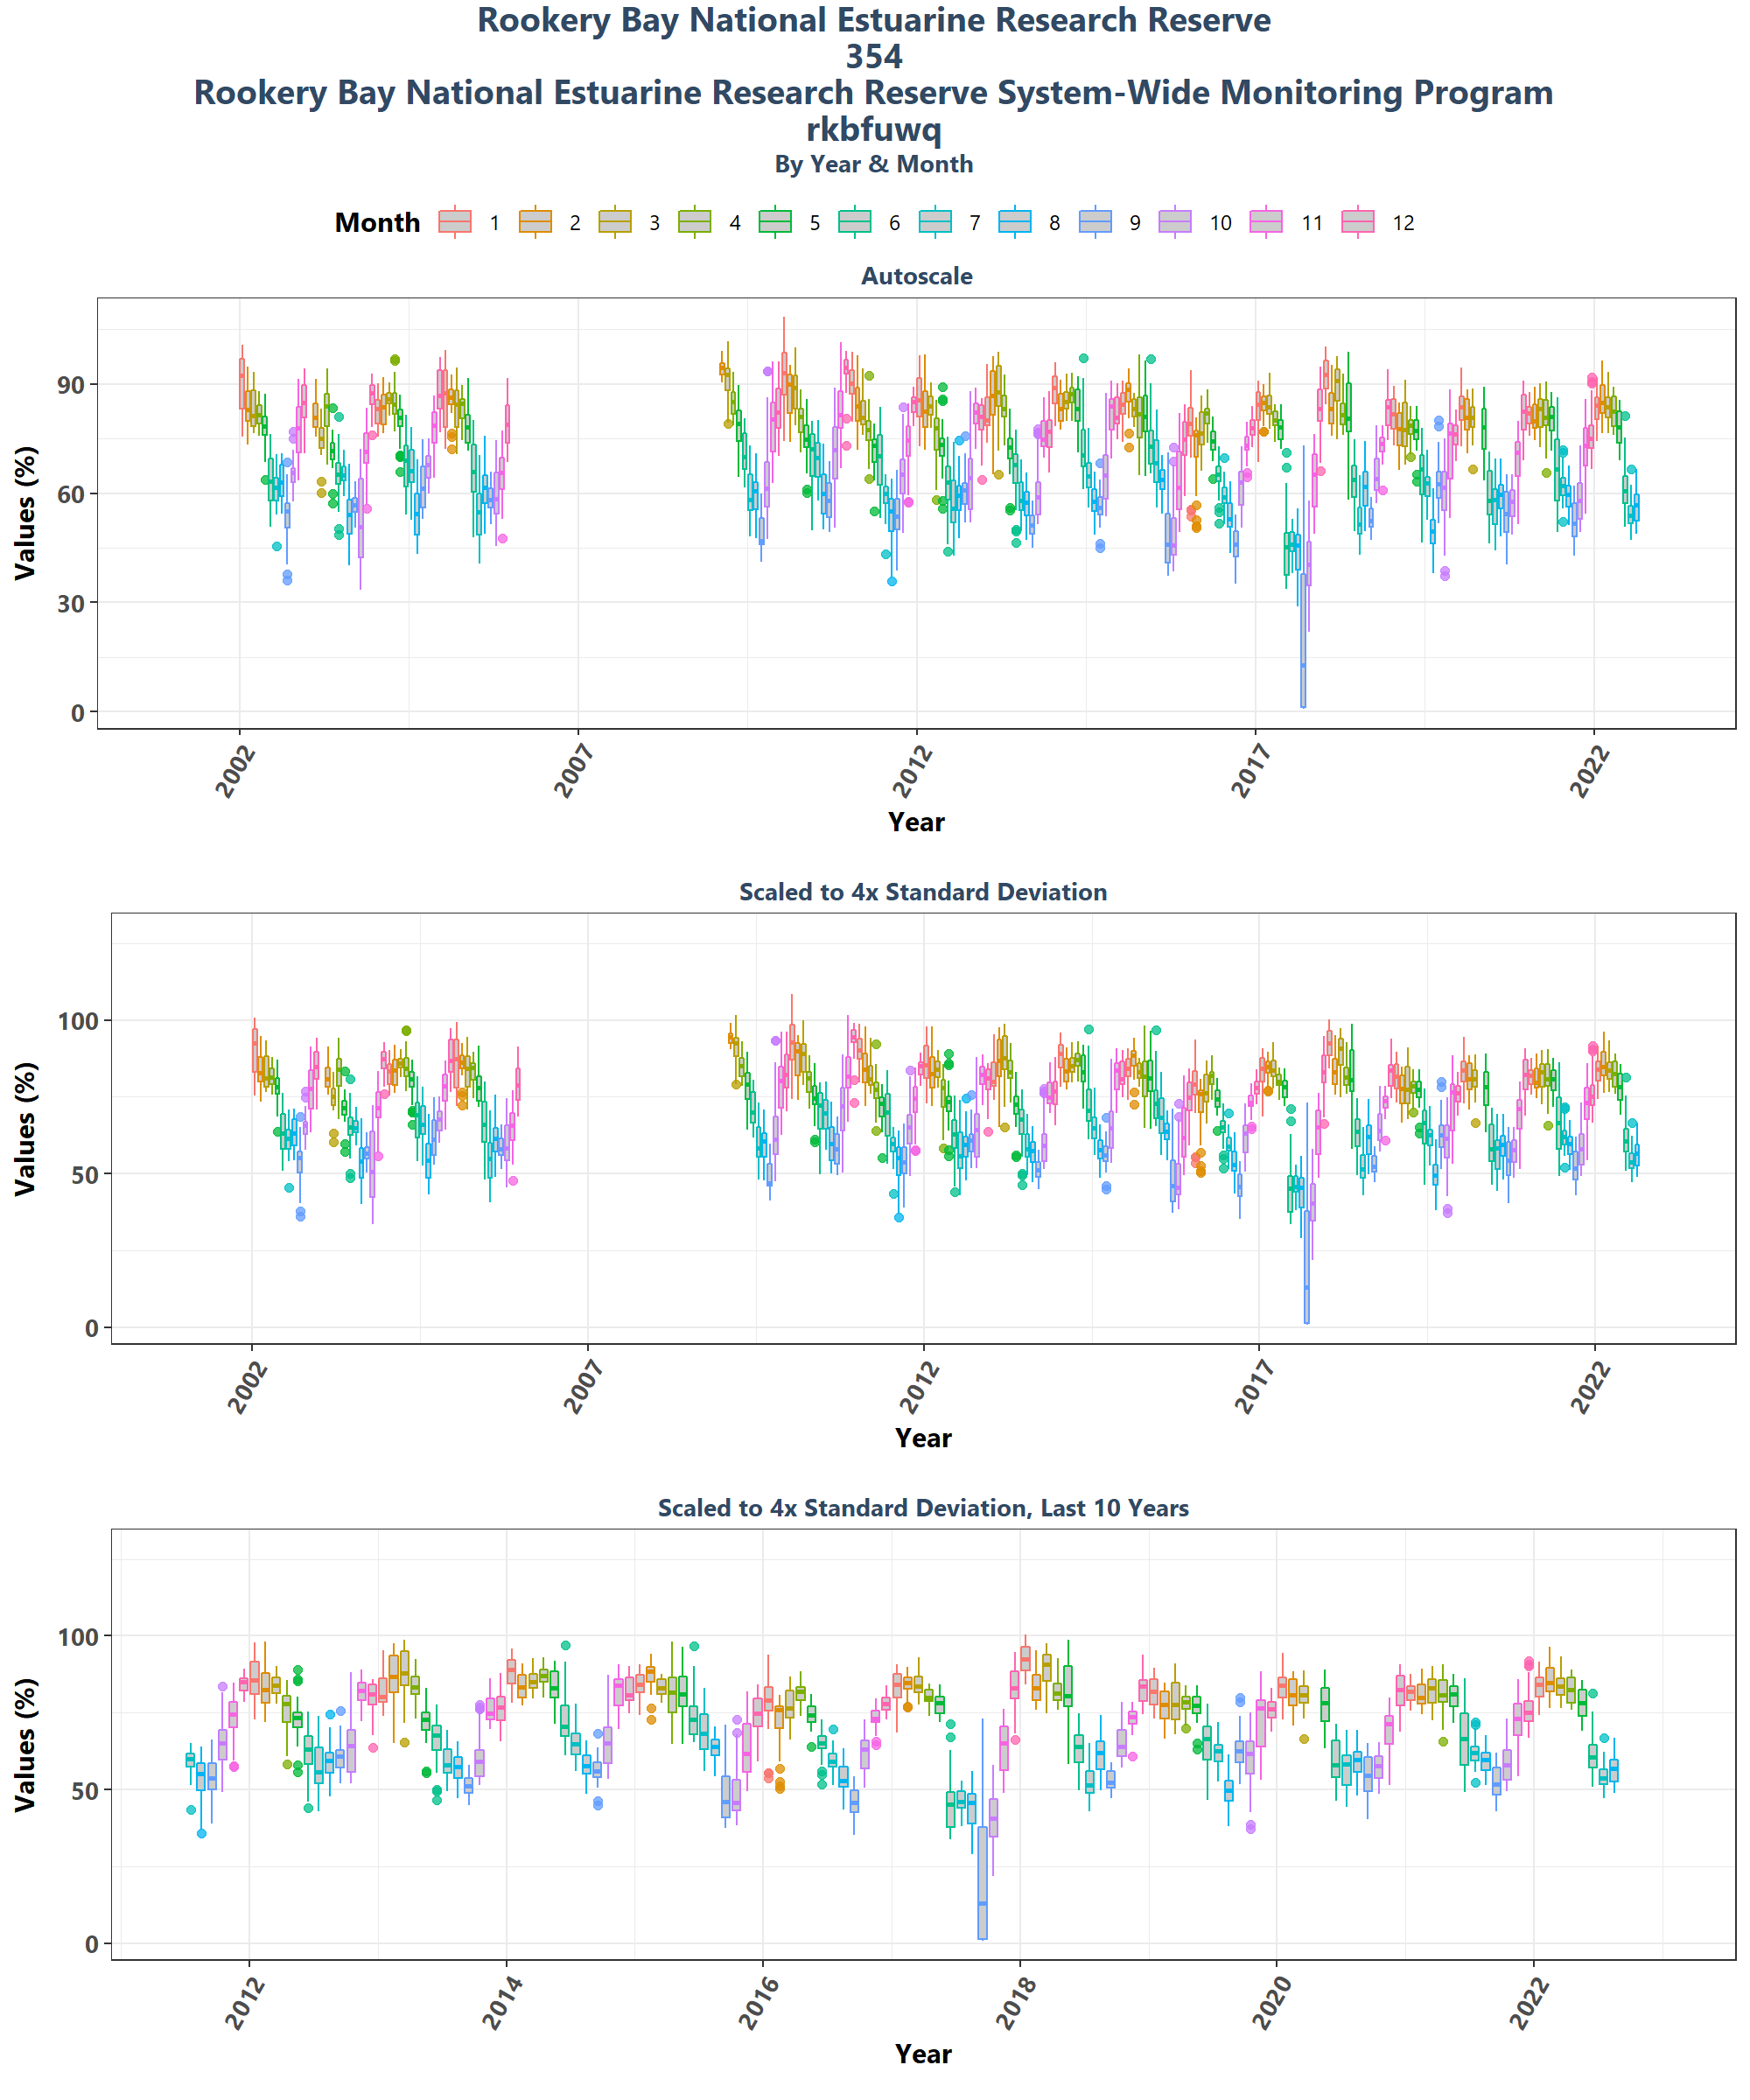 Rookery Bay National Estuarine Research Reserve
354
Rookery Bay National Estuarine Research Reserve System-Wide Monitoring Program
rkbfuwq
By Year & Month
Month 1 2 3 4 5 6 7 8 9 10 11 12
Autoscale
Values (%)
90
60
30
0
2002 2007 2012 2017 2022
Year
Scaled to 4x Standard Deviation
Values (%)
100
50
0
2002 2007 2012 2017 2022
Year
Scaled to 4x Standard Deviation, Last 10 Years
Values (%)
100
50
0
2012 2014 2016 2018 2020 2022
Year